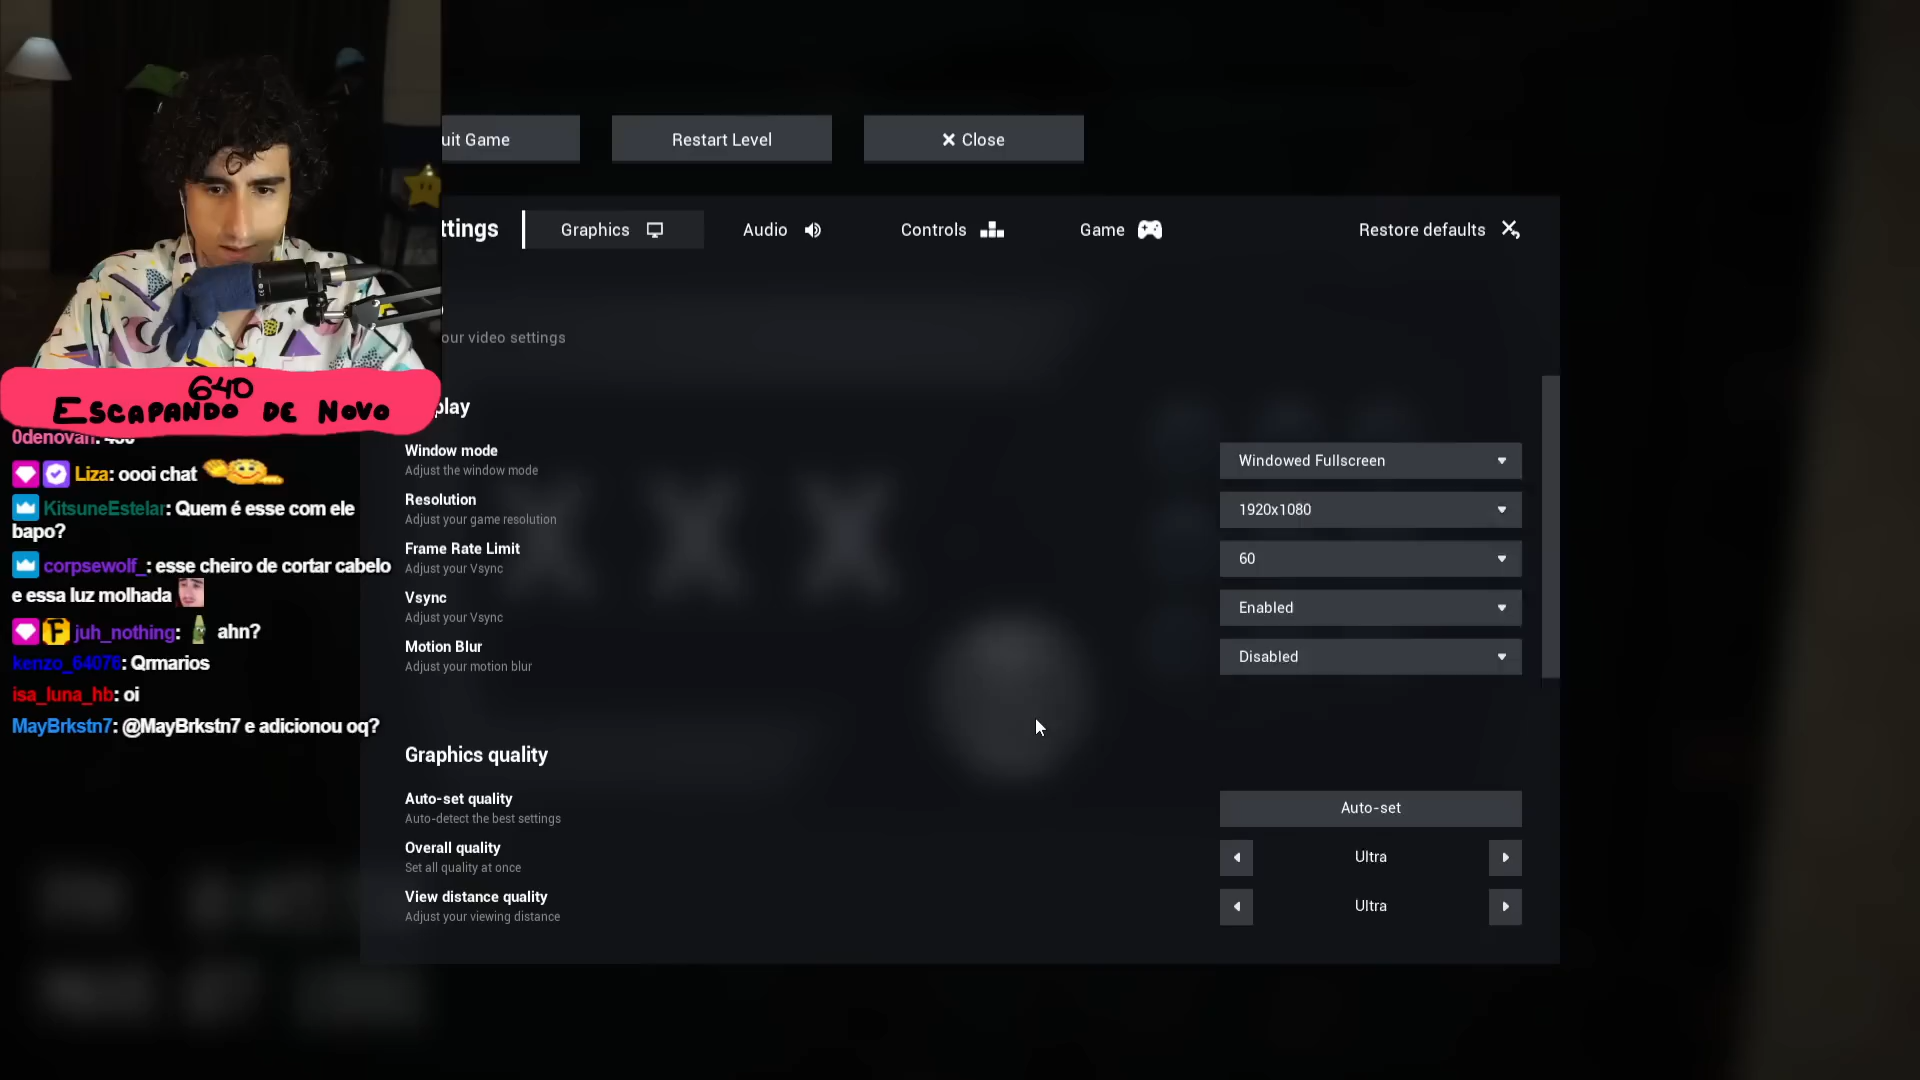 uit Game
Restart Level
Close
ttings
Graphics
Audio
Controls
Game
Restore defaults
our video settings
play
Window mode
Adjust the window mode
Windowed Fullscreen
Resolution
Adjust your game resolution
1920x1080
Frame Rate Limit
Adjust your Vsync
60
Vsync
Adjust your Vsync
Enabled
Motion Blur
Adjust your motion blur
Disabled
Graphics quality
Auto-set quality
Auto-detect the best settings
Auto-set
Overall quality
Set all quality at once
Ultra
View distance quality
Adjust your viewing distance
Ultra
640
ESCAPANDO DE NOVO
0denovan:
Liza: oooi chat
KitsuneEstelar: Quem é esse com ele
bapo?
corpsewolf_: esse cheiro de cortar cabelo
e essa luz molhada
juh_nothing: ahn?
kenzo_64076: Qrmarios
isa_luna_hb: oi
MayBrkstn7: @MayBrkstn7 e adicionou oq?
X X X